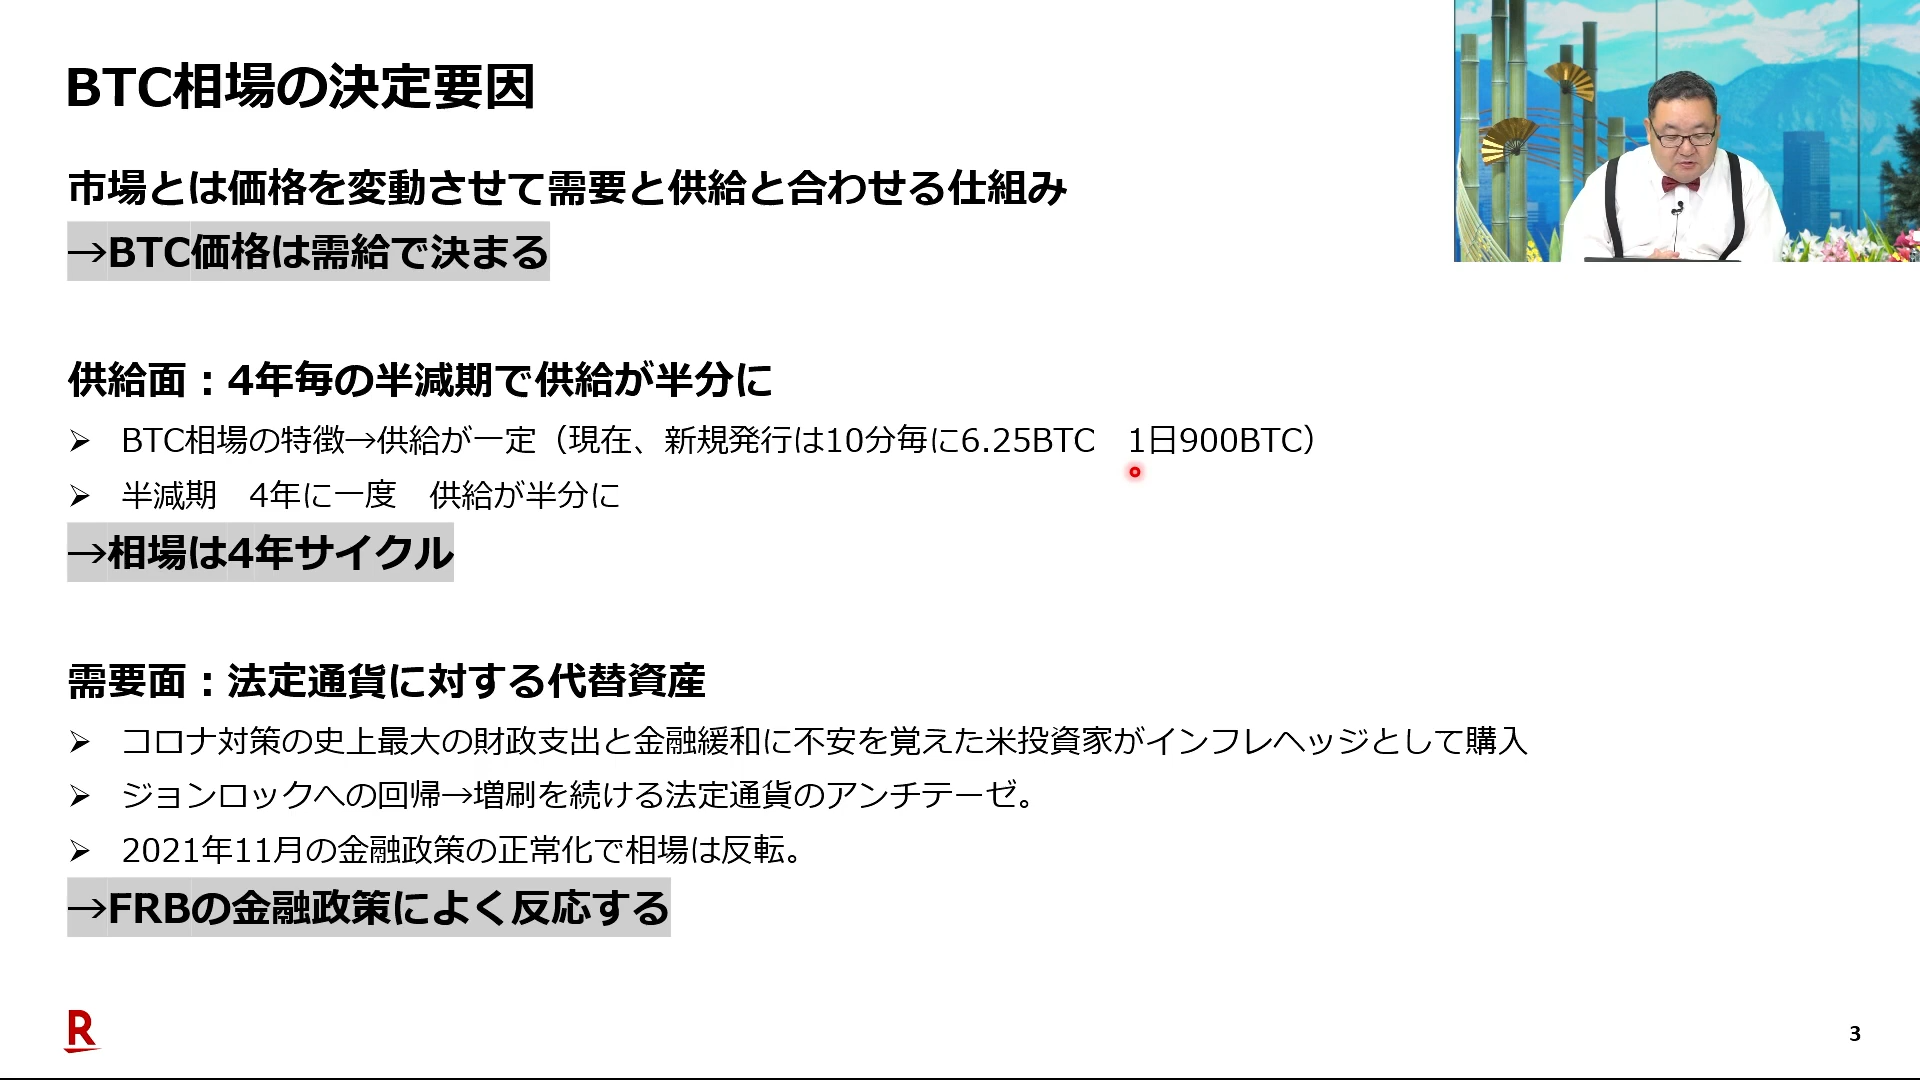 BTC相場の決定要因
市場とは価格を変動させて需要と供給と合わせる仕組み
→BTC価格は需給で決まる
供給面：4年毎の半減期で供給が半分に
➢ BTC相場の特徴→供給が一定（現在、新規発行は10分毎に6.25BTC　1日900BTC）
➢ 半減期　4年に一度　供給が半分に
→相場は4年サイクル
需要面：法定通貨に対する代替資産
➢ コロナ対策の史上最大の財政支出と金融緩和に不安を覚えた米投資家がインフレヘッジとして購入
➢ ジョンロックへの回帰→増刷を続ける法定通貨のアンチテーゼ。
➢ 2021年11月の金融政策の正常化で相場は反転。
→FRBの金融政策によく反応する
R
3